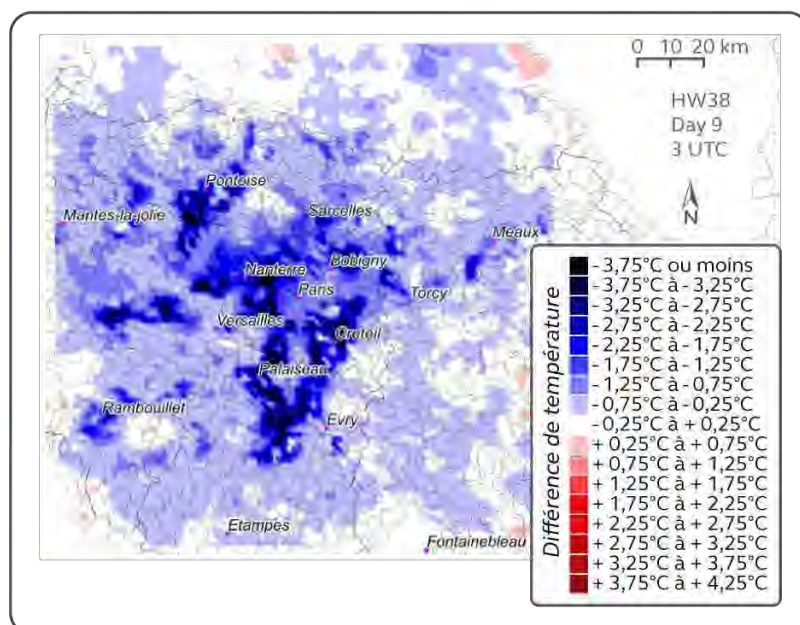 0 10 20 km
HW38
Day 9
3 UTC
N
Pontoise
Mantes-la-jolie
Sarcelles
Meaux
Bobigny
Nanterre
Paris
Torcy
Versailles
Créteil
Palaiseau
Rambouillet
Evry
Etampes
Fontainebleau
Différence de température
- 3,75°C ou moins
- 3,75°C à - 3,25°C
- 3,25°C à - 2,75°C
- 2,75°C à - 2,25°C
- 2,25°C à - 1,75°C
- 1,75°C à - 1,25°C
- 1,25°C à - 0,75°C
- 0,75°C à - 0,25°C
- 0,25°C à + 0,25°C
+ 0,25°C à + 0,75°C
+ 0,75°C à + 1,25°C
+ 1,25°C à + 1,75°C
+ 1,75°C à + 2,25°C
+ 2,25°C à + 2,75°C
+ 2,75°C à + 3,25°C
+ 3,25°C à + 3,75°C
+ 3,75°C à + 4,25°C